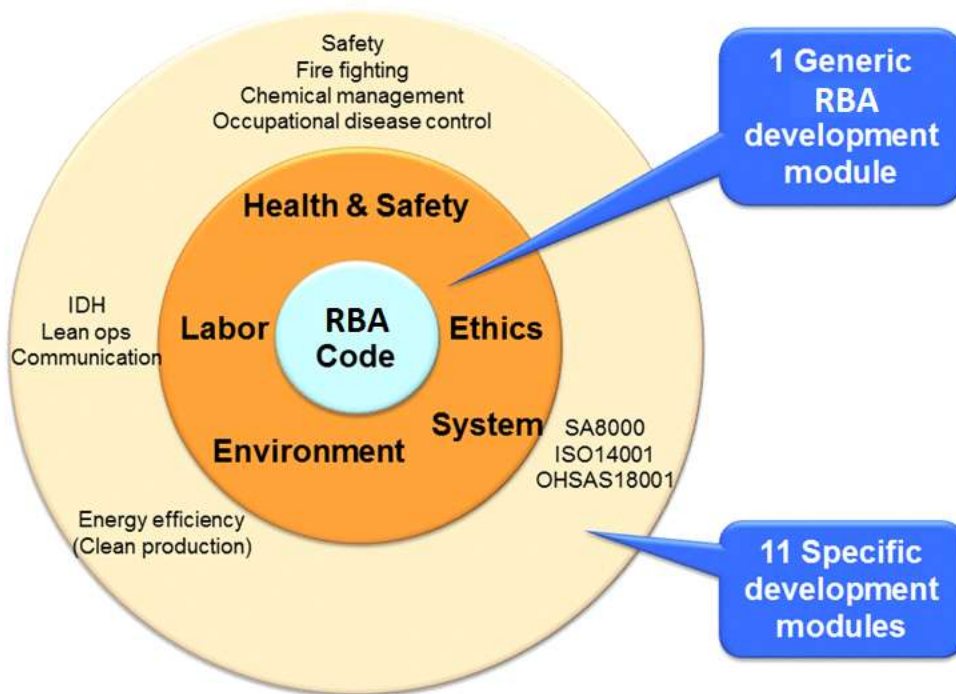 Safety
Fire fighting
Chemical management
Occupational disease control
1 Generic
RBA
development
module
Health & Safety
IDH
Lean ops
Communication
Labor
RBA
Code
Ethics
System
Environment
SA8000
ISO14001
OHSAS18001
Energy efficiency
(Clean production)
11 Specific
development
modules